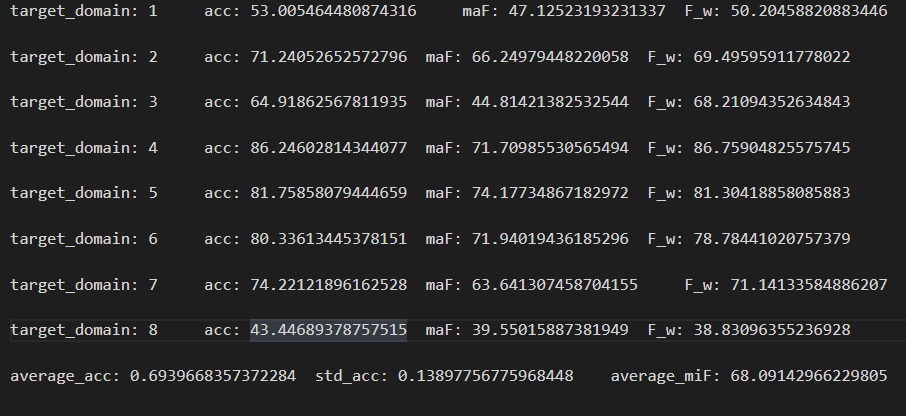 target_domain: 1 acc: 53.005464480874316 maF: 47.12523193231337 F_w: 50.20458820883446
target_domain: 2 acc: 71.24052652572796 maF: 66.24979448220058 F_w: 69.49595911778022
target_domain: 3 acc: 64.91862567811935 maF: 44.81421382532544 F_w: 68.21094352634843
target_domain: 4 acc: 86.24602814344077 maF: 71.70985530565494 F_w: 86.75904825575745
target_domain: 5 acc: 81.75858079444659 maF: 74.17734867182972 F_w: 81.30418858085883
target_domain: 6 acc: 80.33613445378151 maF: 71.94019436185296 F_w: 78.78441020757379
target_domain: 7 acc: 74.22121896162528 maF: 63.641307458704155 F_w: 71.14133584886207
target_domain: 8 acc: 43.44689378757515 maF: 39.55015887381949 F_w: 38.83096355236928
average_acc: 0.6939668357372284 std_acc: 0.13897756775968448 average_miF: 68.09142966229805